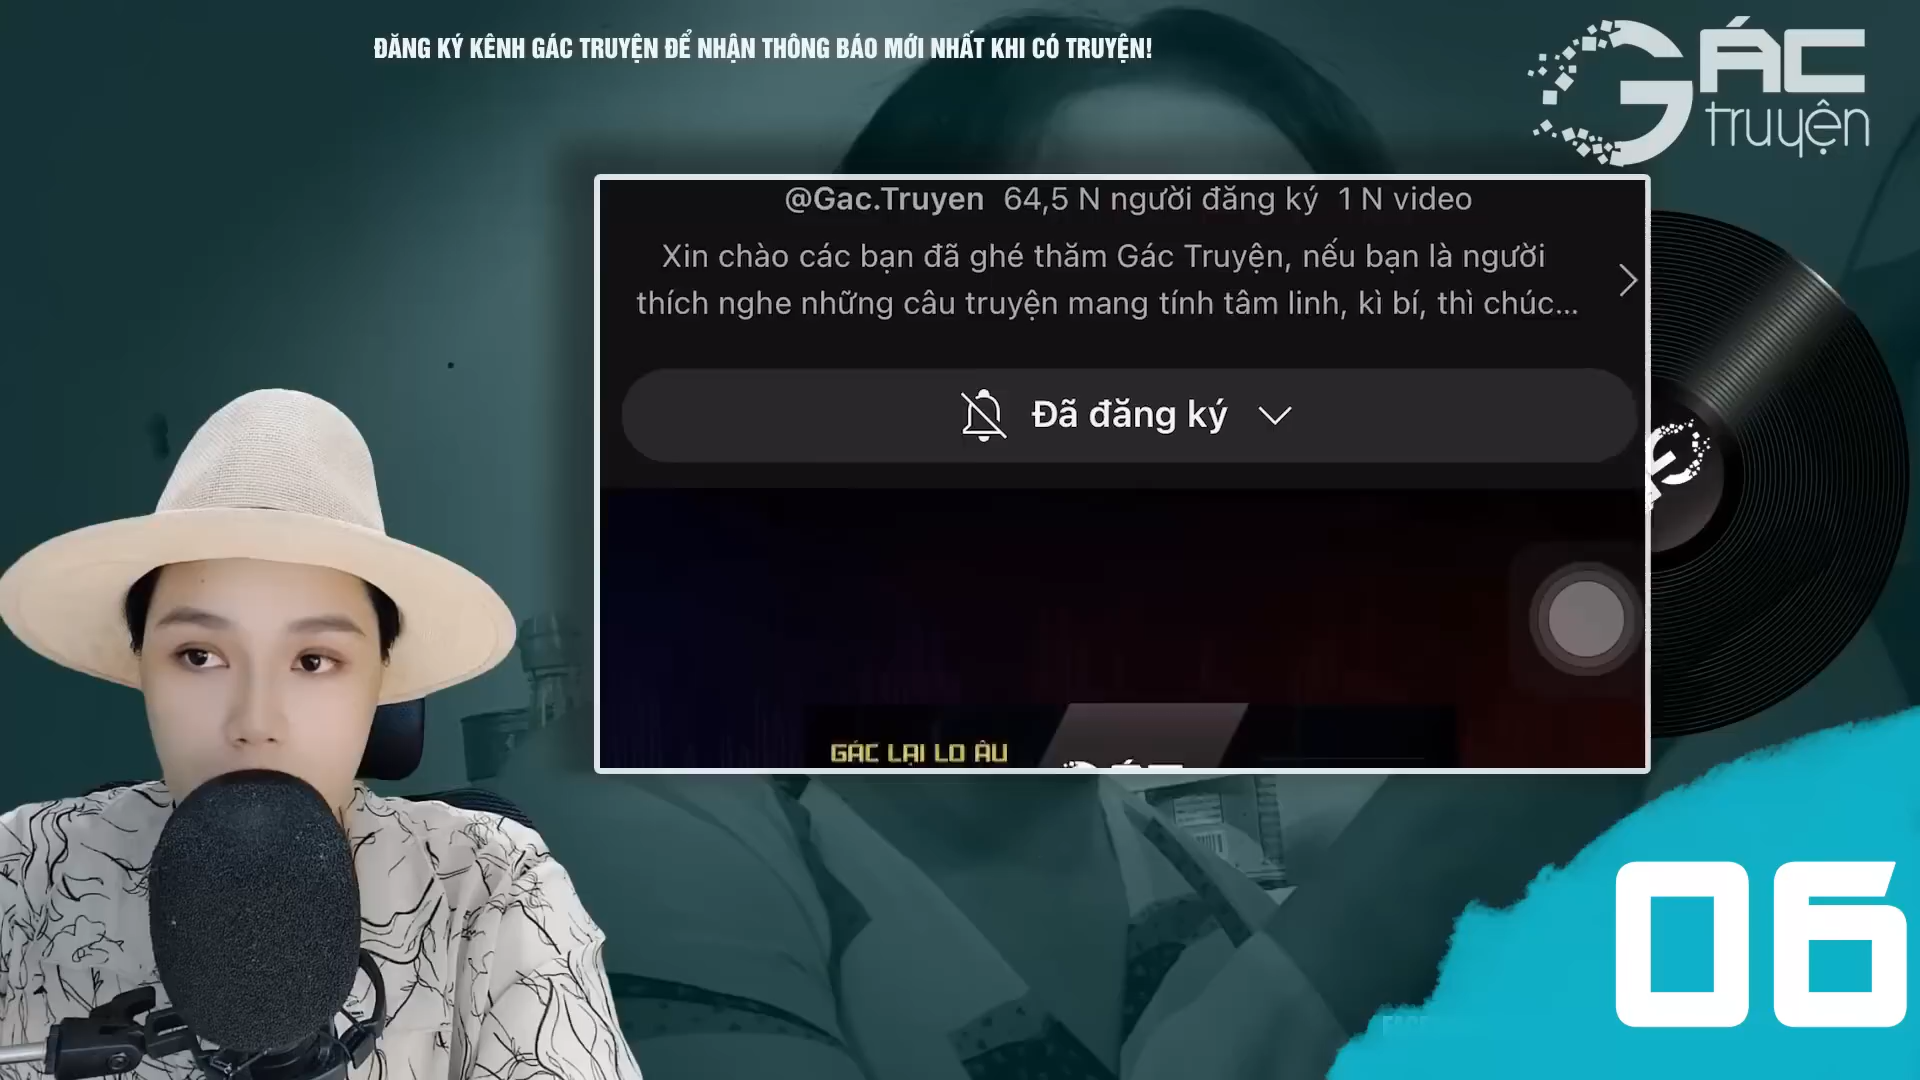 ĐĂNG KÝ KÊNH GÁC TRUYỆN ĐỂ NHẬN THÔNG BÁO MỚI NHẤT KHI CÓ TRUYỆN!
GÁC
truyện
@Gac.Truyen 64,5 N người đăng ký 1 N video
Xin chào các bạn đã ghé thăm Gác Truyện, nếu bạn là người
thích nghe những câu truyện mang tính tâm linh, kì bí, thì chúc...
Đã đăng ký
GÁC LẠI LO ÂU
06